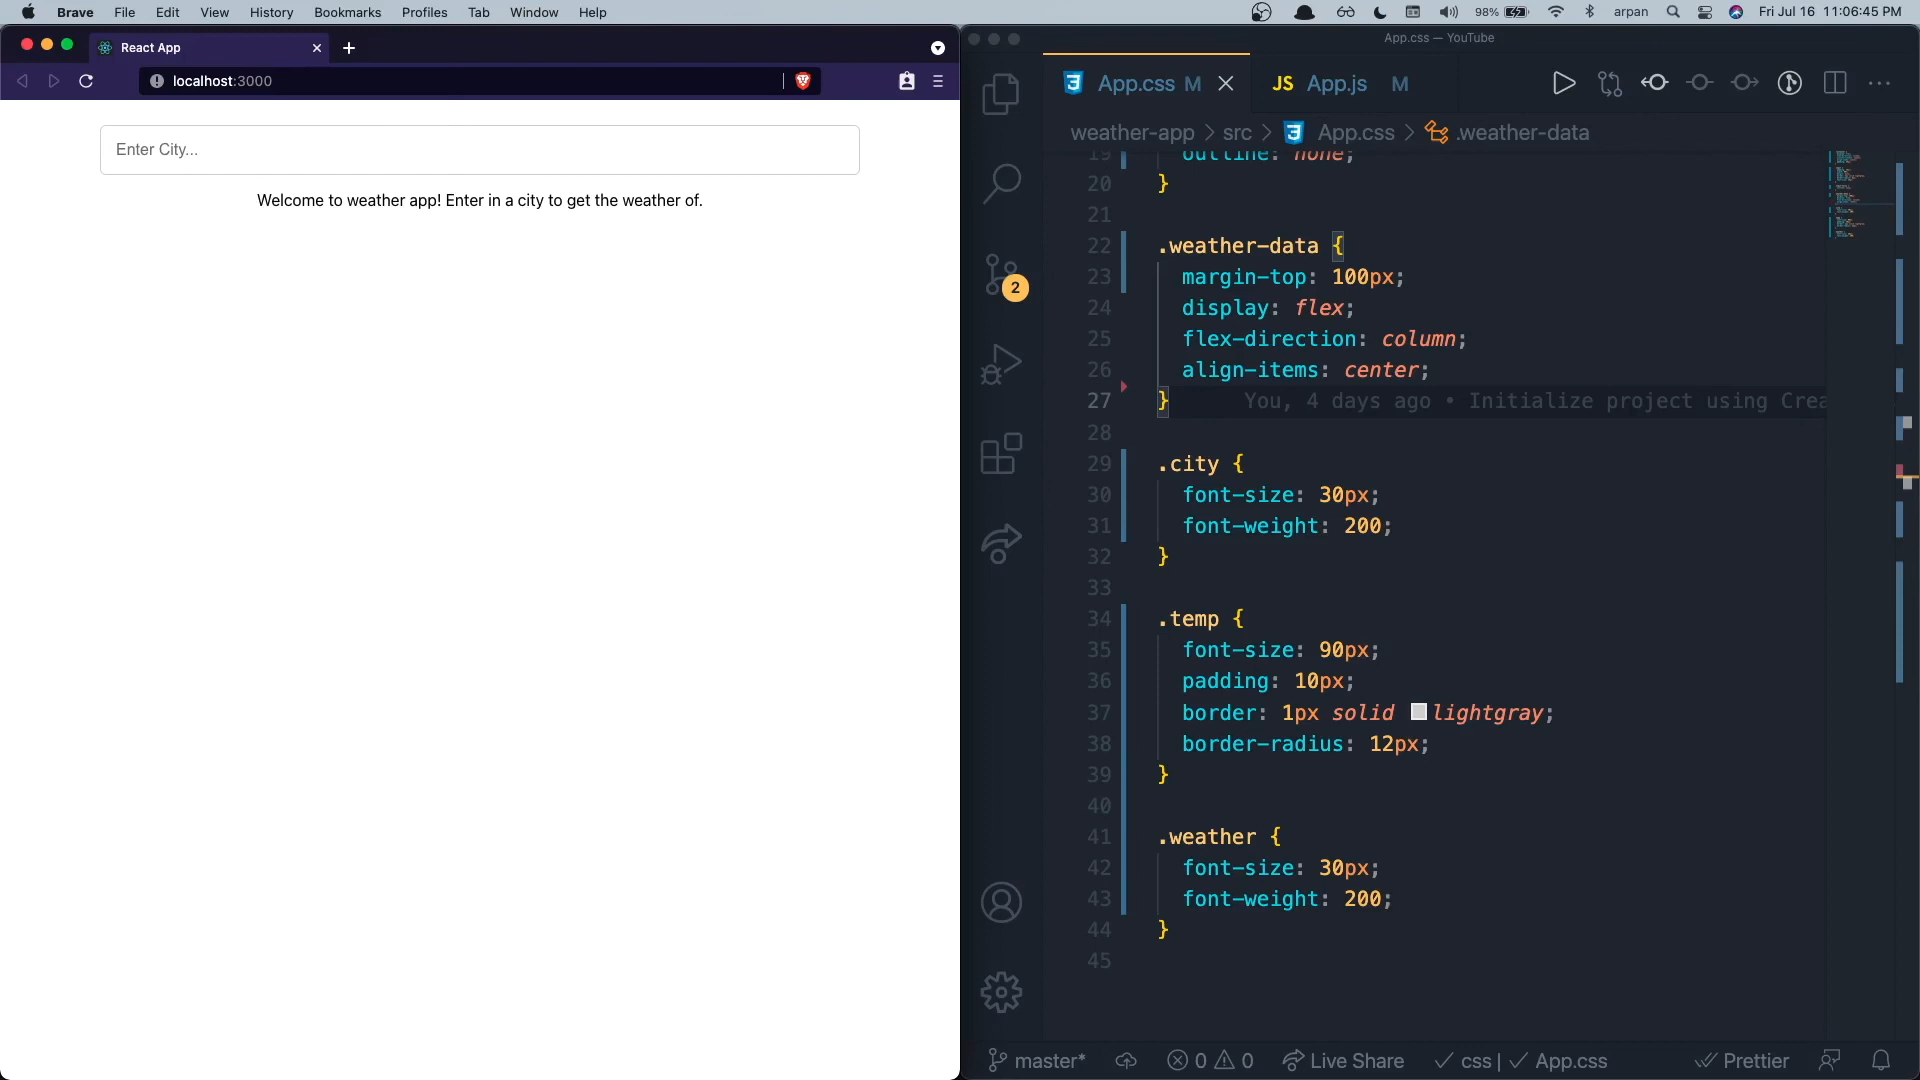 Brave File Edit View History Bookmarks Profiles Tab Window Help 98% arpan Fri Jul 16 11:06:45 PM
React App
localhost:3000
Enter City...
Welcome to weather app! Enter in a city to get the weather of.
App.css — YouTube
App.css M JS App.js M
weather-app > src > App.css > .weather-data
2
19 outline: none;
20 }
21
22 .weather-data {
23 margin-top: 100px;
24 display: flex;
25 flex-direction: column;
26 align-items: center;
27 } You, 4 days ago • Initialize project using Crea
28
29 .city {
30 font-size: 30px;
31 font-weight: 200;
32 }
33
34 .temp {
35 font-size: 90px;
36 padding: 10px;
37 border: 1px solid lightgray;
38 border-radius: 12px;
39 }
40
41 .weather {
42 font-size: 30px;
43 font-weight: 200;
44 }
45
master* 0 0 Live Share css | App.css Prettier